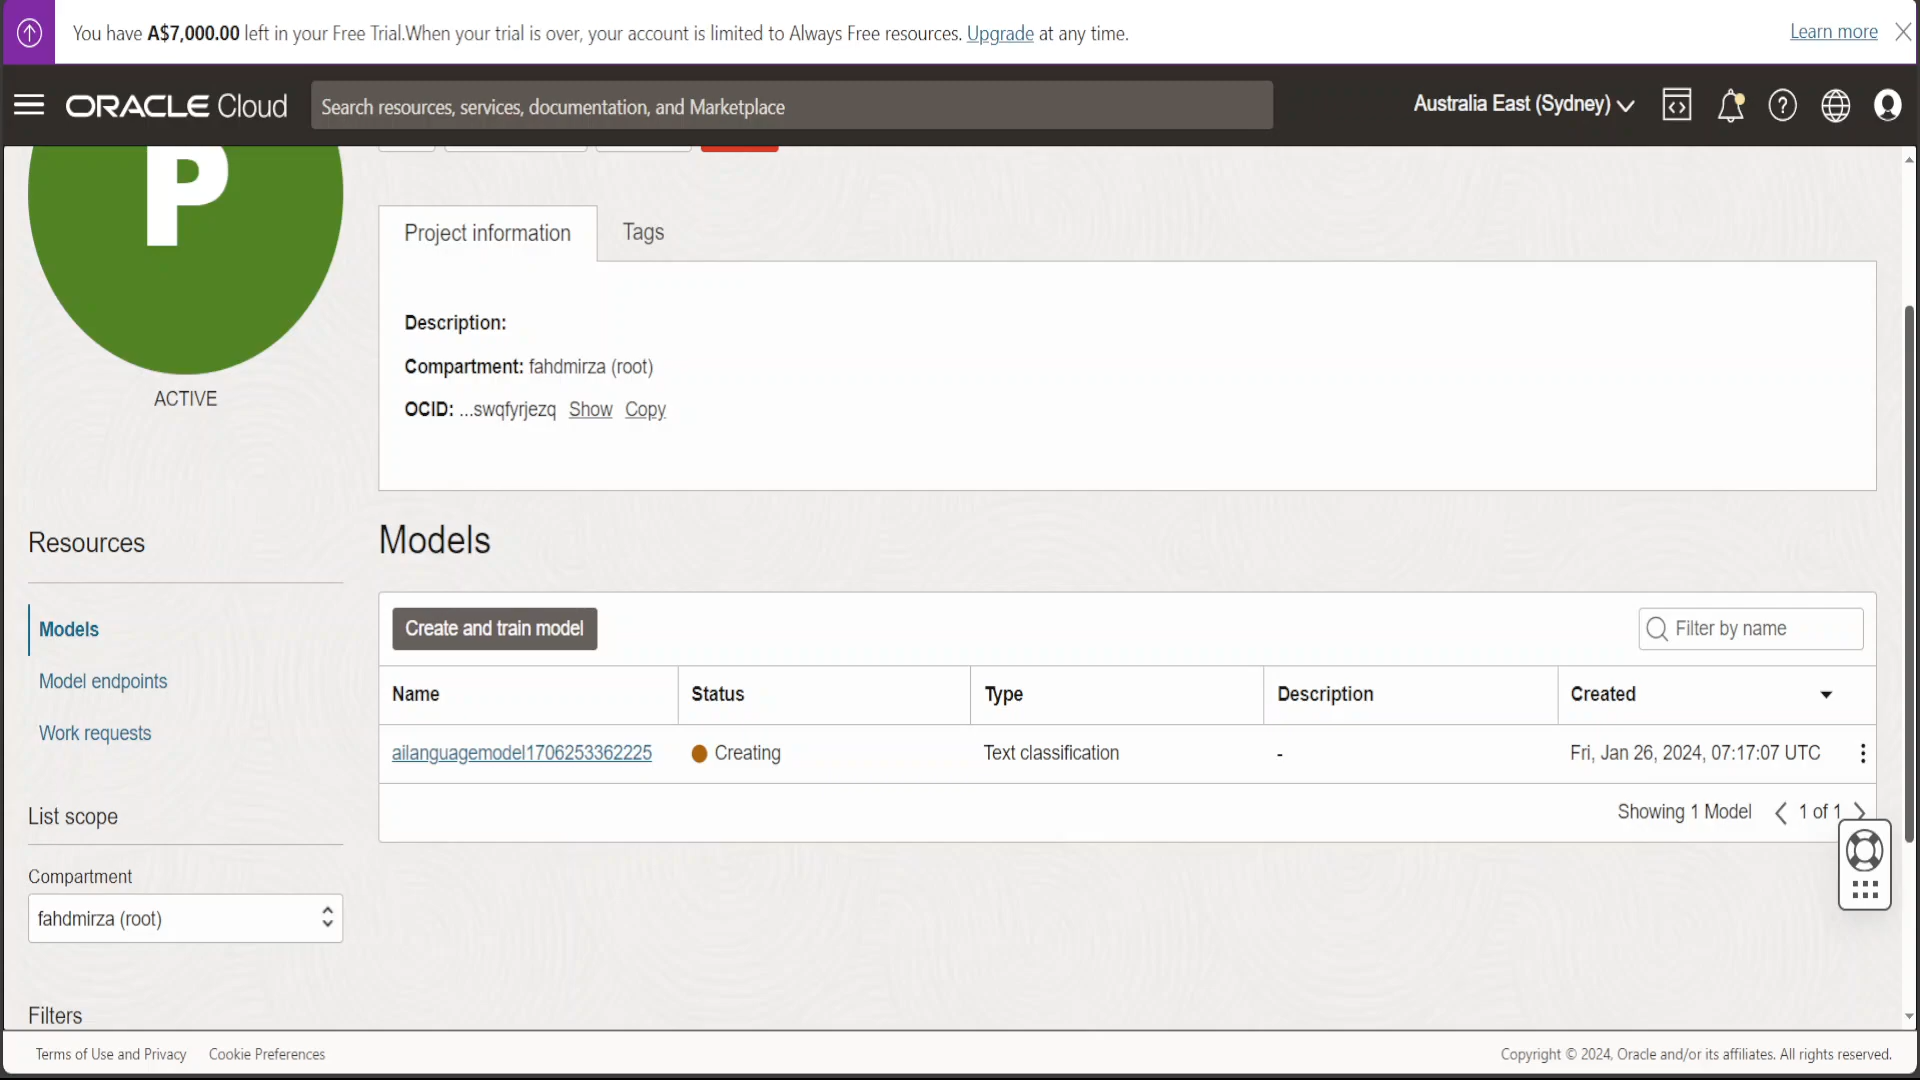 You have A$7,000.00 left in your Free Trial.When your trial is over, your account is limited to Always Free resources. Upgrade at any time.
Learn more
ORACLE Cloud
Search resources, services, documentation, and Marketplace
Australia East (Sydney)
P
ACTIVE
Project information
Tags
Description:
Compartment: fahdmirza (root)
OCID: ...swqfyrjezq Show Copy
Resources
Models
Model endpoints
Work requests
List scope
Compartment
fahdmirza (root)
Filters
Models
Create and train model
Filter by name
Name Status Type Description Created
ailanguagemodel1706253362225 Creating Text classification - Fri, Jan 26, 2024, 07:17:07 UTC
Showing 1 Model 1 of 1
Terms of Use and Privacy Cookie Preferences
Copyright © 2024, Oracle and/or its affiliates. All rights reserved.